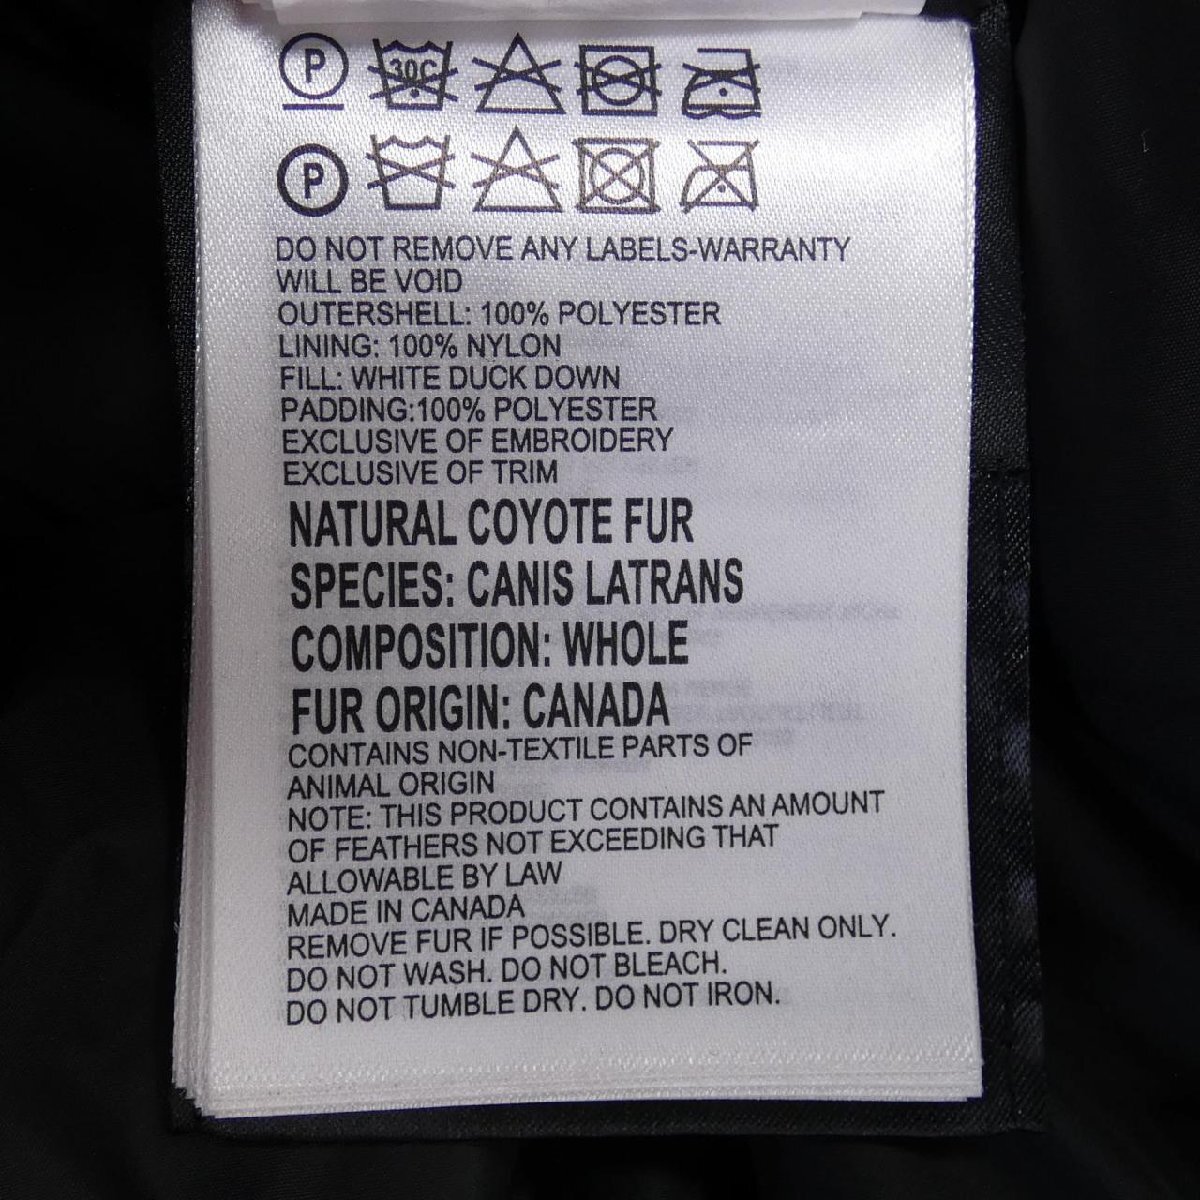 P 30C
P
DO NOT REMOVE ANY LABELS-WARRANTY
WILL BE VOID
OUTERSHELL: 100% POLYESTER
LINING: 100% NYLON
FILL: WHITE DUCK DOWN
PADDING:100% POLYESTER
EXCLUSIVE OF EMBROIDERY
EXCLUSIVE OF TRIM
NATURAL COYOTE FUR
SPECIES: CANIS LATRANS
COMPOSITION: WHOLE
FUR ORIGIN: CANADA
CONTAINS NON-TEXTILE PARTS OF
ANIMAL ORIGIN
NOTE: THIS PRODUCT CONTAINS AN AMOUNT
OF FEATHERS NOT EXCEEDING THAT
ALLOWABLE BY LAW
MADE IN CANADA
REMOVE FUR IF POSSIBLE. DRY CLEAN ONLY.
DO NOT WASH. DO NOT BLEACH.
DO NOT TUMBLE DRY. DO NOT IRON.